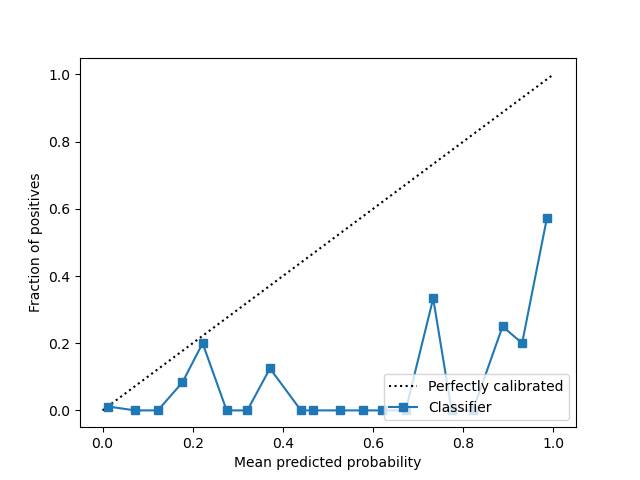 1.0
0.8
0.6
0.4
0.2
0.0
Fraction of positives
Perfectly calibrated
Classifier
0.0 0.2 0.4 0.6 0.8 1.0
Mean predicted probability